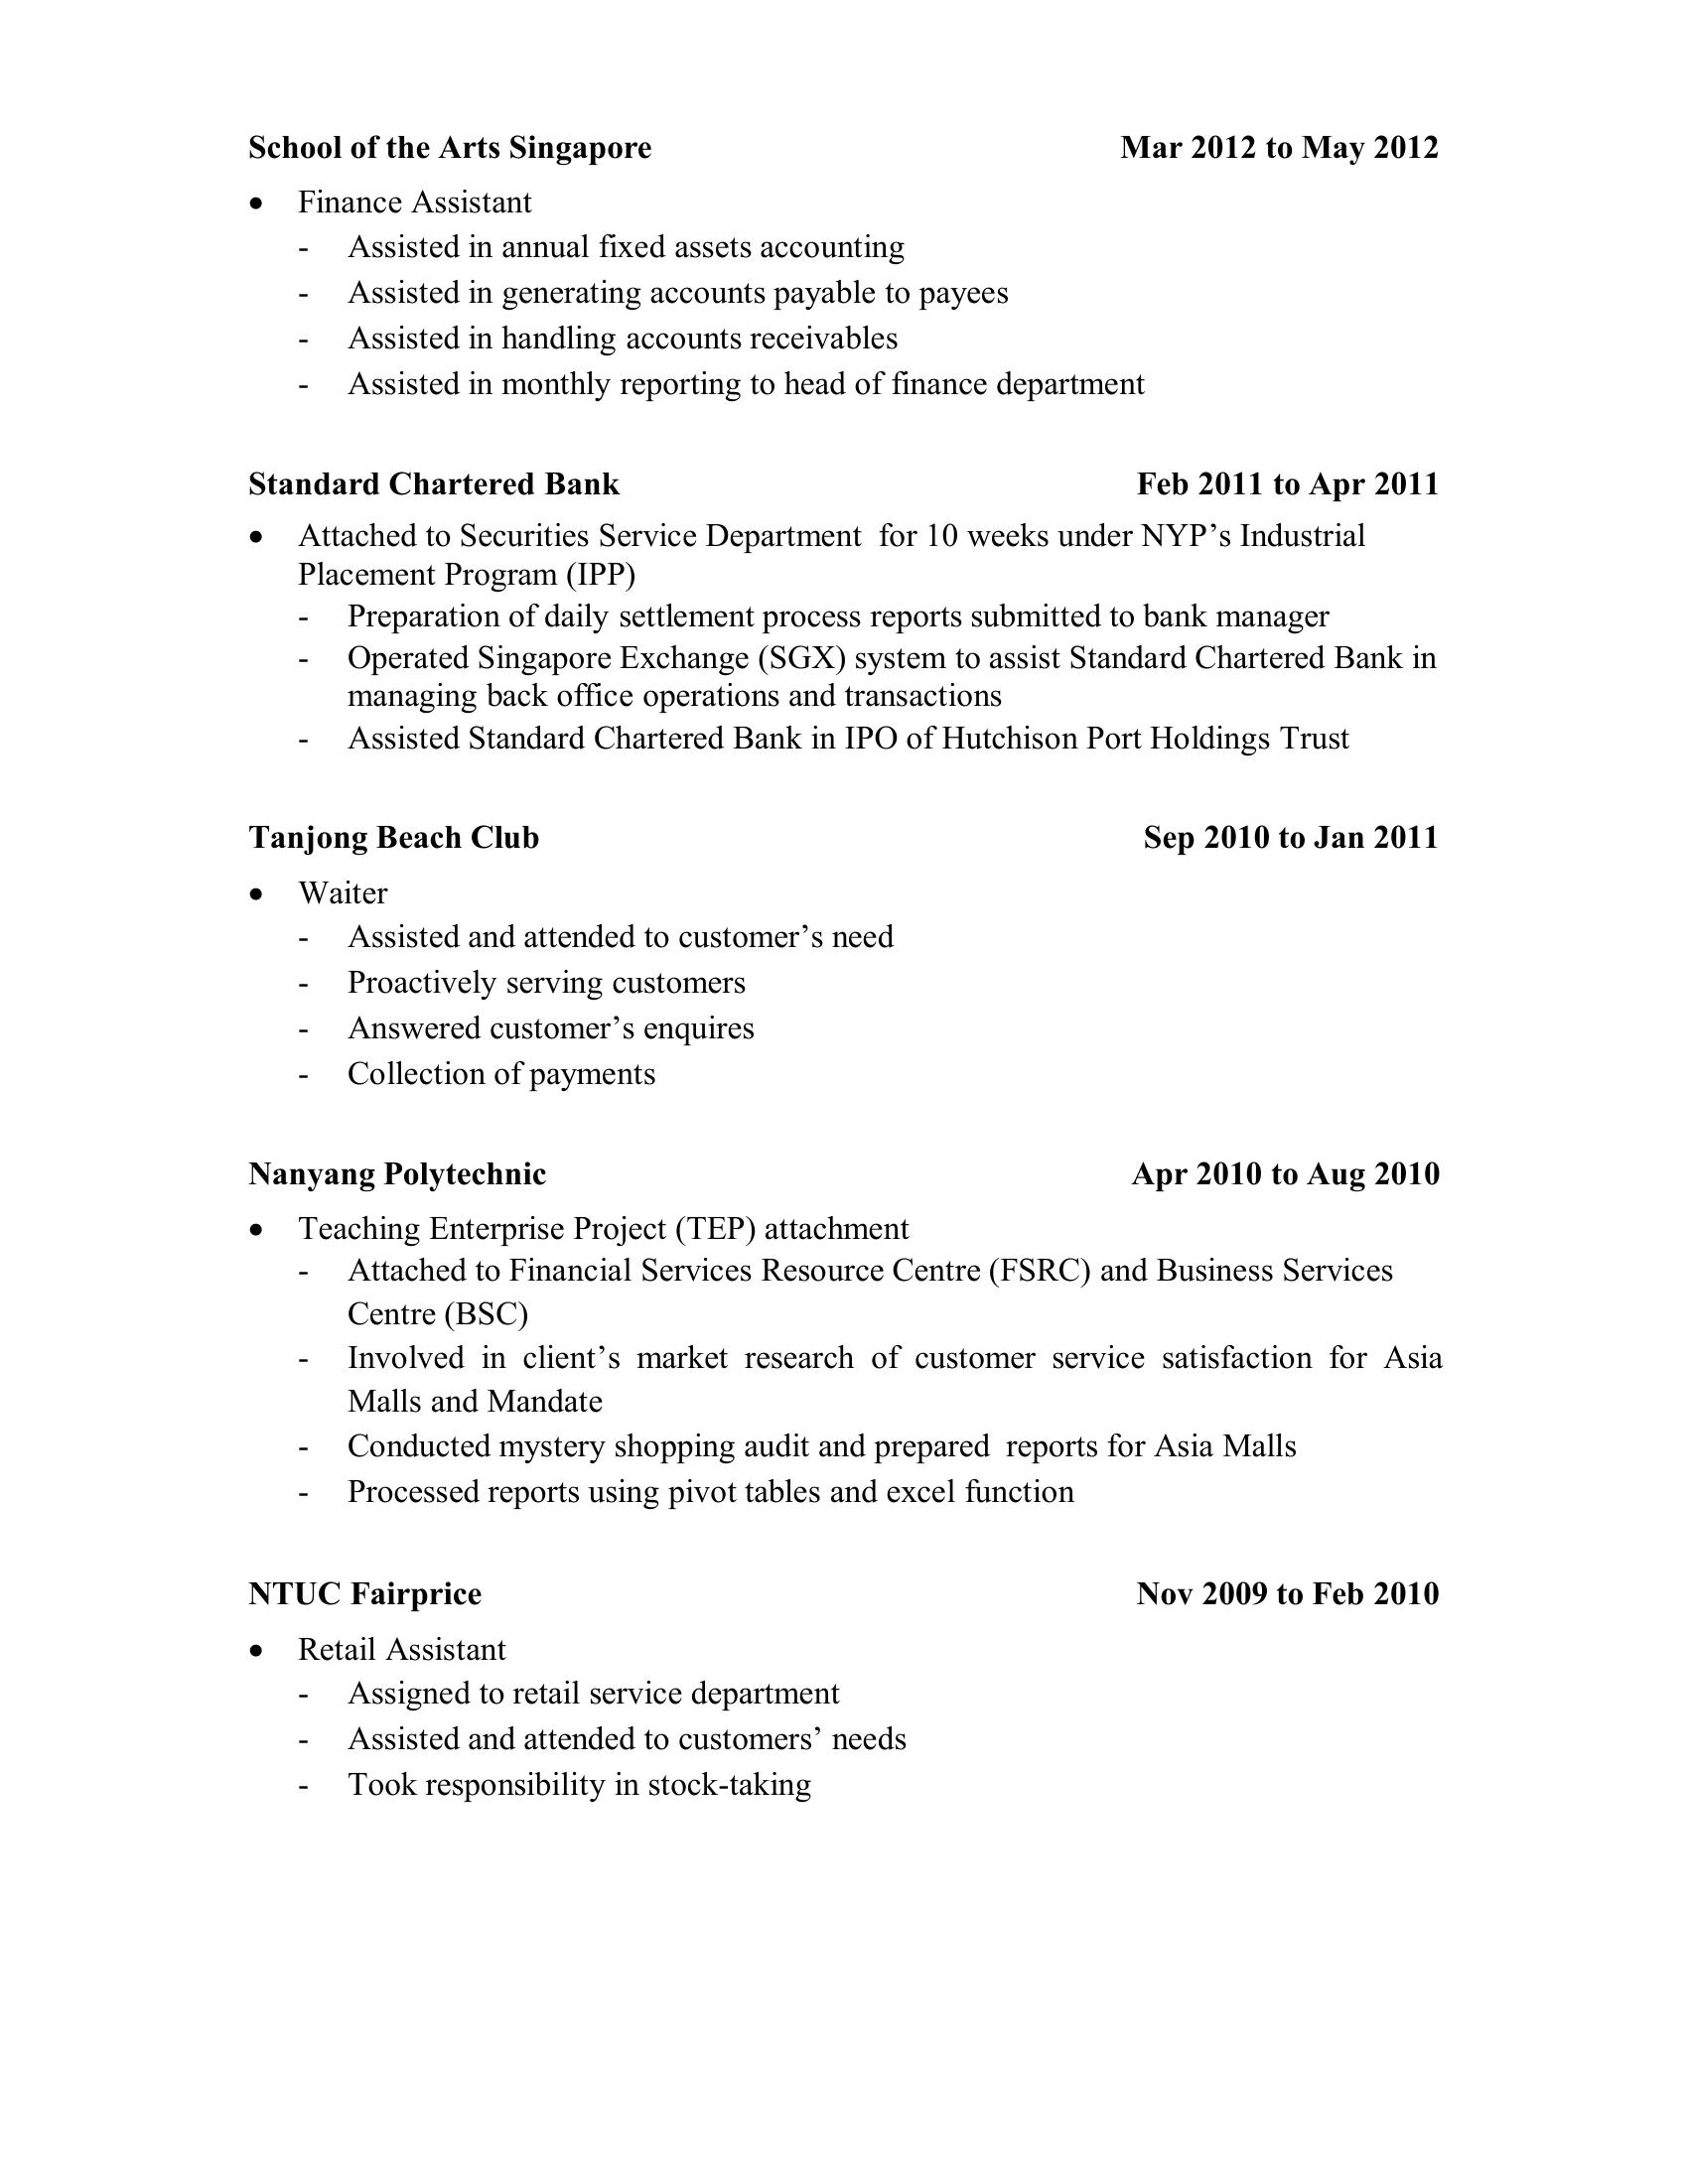 School of the Arts Singapore Mar 2012 to May 2012
• Finance Assistant
- Assisted in annual fixed assets accounting
- Assisted in generating accounts payable to payees
- Assisted in handling accounts receivables
- Assisted in monthly reporting to head of finance department
Standard Chartered Bank Feb 2011 to Apr 2011
• Attached to Securities Service Department  for 10 weeks under NYP’s Industrial
Placement Program (IPP)
- Preparation of daily settlement process reports submitted to bank manager
- Operated Singapore Exchange (SGX) system to assist Standard Chartered Bank in
managing back office operations and transactions
- Assisted Standard Chartered Bank in IPO of Hutchison Port Holdings Trust
Tanjong Beach Club Sep 2010 to Jan 2011
• Waiter
- Assisted and attended to customer’s need
- Proactively serving customers
- Answered customer’s enquires
- Collection of payments
Nanyang Polytechnic Apr 2010 to Aug 2010
• Teaching Enterprise Project (TEP) attachment
- Attached to Financial Services Resource Centre (FSRC) and Business Services
Centre (BSC)
- Involved in client’s market research of customer service satisfaction for Asia
Malls and Mandate
- Conducted mystery shopping audit and prepared  reports for Asia Malls
- Processed reports using pivot tables and excel function
NTUC Fairprice Nov 2009 to Feb 2010
• Retail Assistant
- Assigned to retail service department
- Assisted and attended to customers’ needs
- Took responsibility in stock-taking